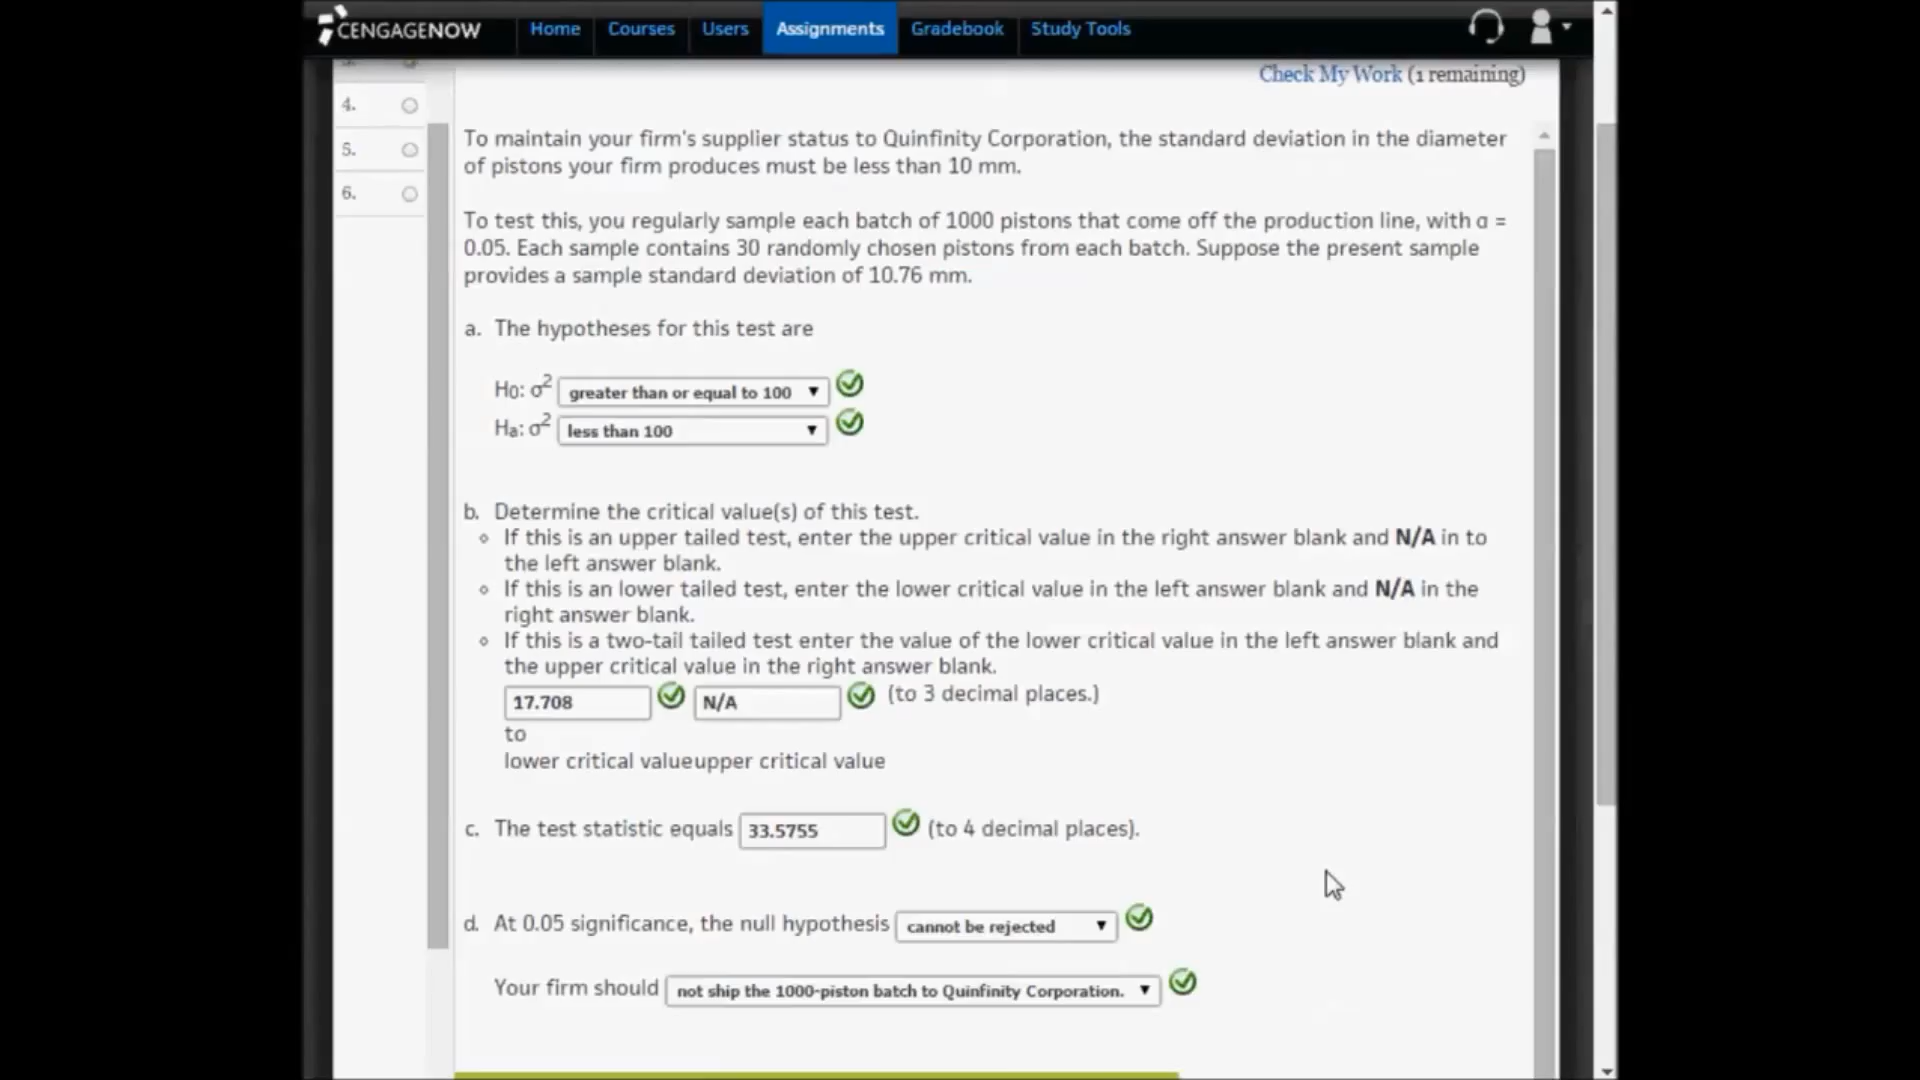 CENGAGENOW
Home
Courses
Users
Assignments
Gradebook
Study Tools
Check My Work (1 remaining)
4.
5.
6.
To maintain your firm's supplier status to Quinfinity Corporation, the standard deviation in the diameter
of pistons your firm produces must be less than 10 mm.
To test this, you regularly sample each batch of 1000 pistons that come off the production line, with α =
0.05. Each sample contains 30 randomly chosen pistons from each batch. Suppose the present sample
provides a sample standard deviation of 10.76 mm.
a. The hypotheses for this test are
H0: σ² greater than or equal to 100
Ha: σ² less than 100
b. Determine the critical value(s) of this test.
If this is an upper tailed test, enter the upper critical value in the right answer blank and N/A in to
the left answer blank.
If this is an lower tailed test, enter the lower critical value in the left answer blank and N/A in the
right answer blank.
If this is a two-tail tailed test enter the value of the lower critical value in the left answer blank and
the upper critical value in the right answer blank.
17.708 N/A (to 3 decimal places.)
to
lower critical valueupper critical value
c. The test statistic equals 33.5755 (to 4 decimal places).
d. At 0.05 significance, the null hypothesis cannot be rejected
Your firm should not ship the 1000-piston batch to Quinfinity Corporation.